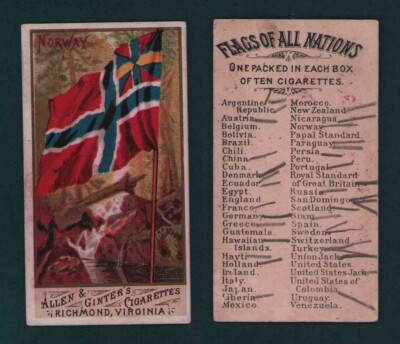 NORWAY
ALLEN &
GINTER'S
CIGARETTES
RICHMOND, VIRGINIA
FLAGS OF ALL NATIONS
ONE PACKED IN EACH BOX
OF TEN CIGARETTES.
Argentine
Republic
Austria
Belgium.
Bolivia.
Brazil.
Chili.
China
Cuba.
Denmark
Ecuador
Egypt.
England
France
Germany
Greece
Guatemala.
Hawaiian
Islands.
Hayti
Holland.
Ireland.
Italy.
Japan.
Liberia
Mexico.
Morocco.
New Zealand
Nicaragua
Norway
Papal Standard
Paraguay
Persia
Peru.
Portugal
Royal Standard
of Great Britain
Russia
San Domingo
Scotland
Siam
Spain.
Sweden
Switzerland
Turkey
Union Jack
United States.
United States Jack
United States of
Colombia.
Uruguay.
Venezuela.